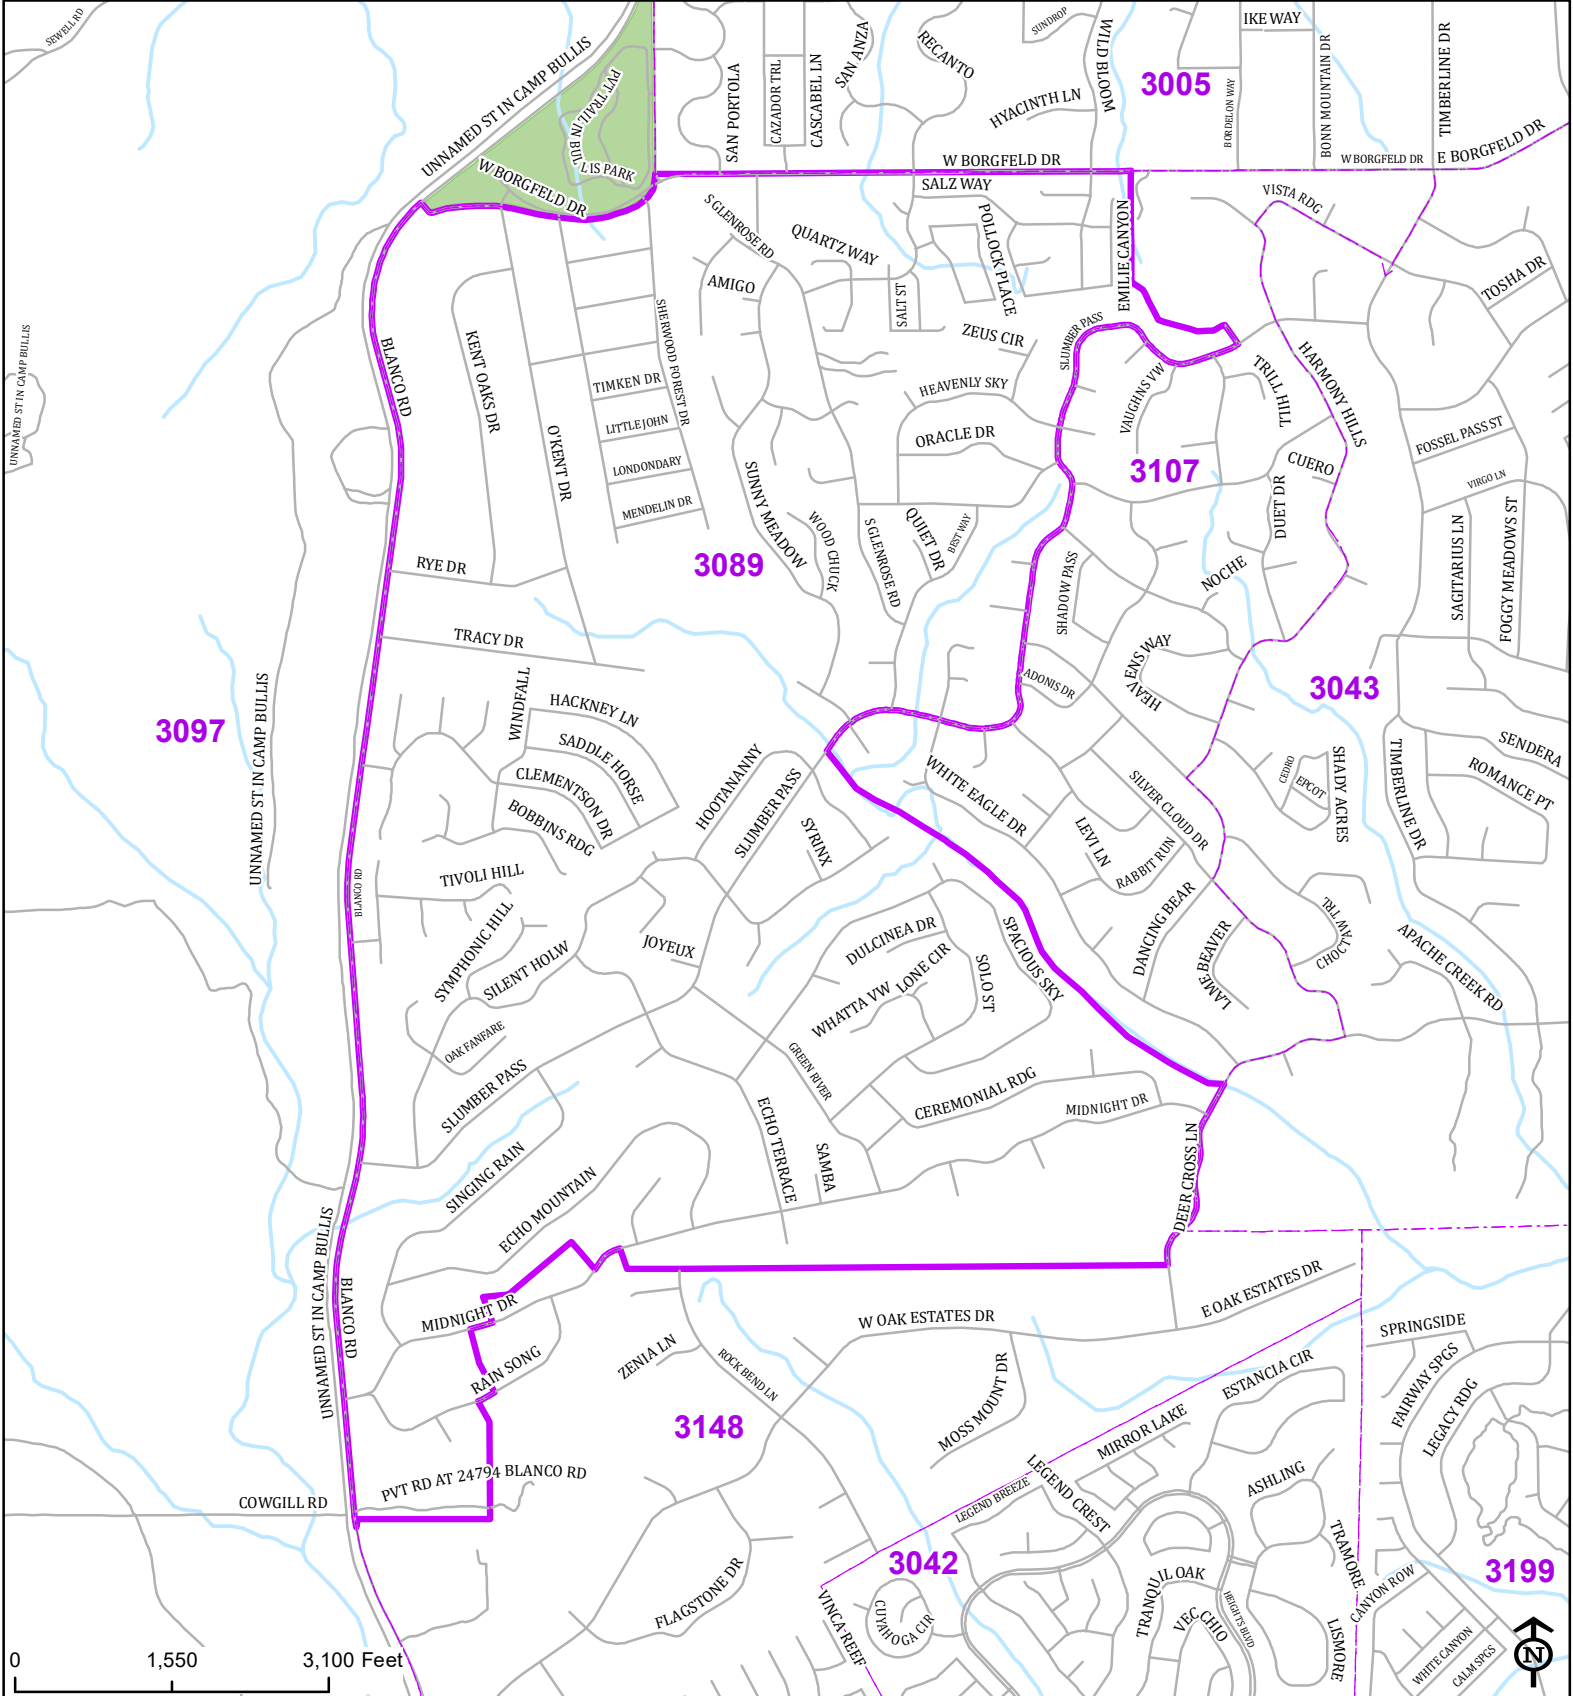 SEWELL RD
UNNAMED ST IN CAMP BULLIS
PVT TRAIL IN BULLIS PARK
W BORGFELD DR
SAN PORTOLA
CAZADOR TRL
CASCABEL LN
SAN ANZA
RECANTO
SUNDROP
WILD BLOOM
HYACINTH LN
3005
IKE WAY
BORDELON WAY
BONN MOUNTAIN DR
TIMBERLINE DR
W BORGFELD DR
W BORGFELD DR
E BORGFELD DR
SALZ WAY
VISTA RDG
S GLENROSE RD
QUARTZ WAY
POLLOCK PLACE
EMILIE CANYON
TOSHA DR
AMIGO
SALT ST
ZEUS CIR
SLUMBER PASS
UNNAMED ST IN CAMP BULLIS
BLANCO RD
KENT OAKS DR
SHERWOOD FOREST DR
TIMKEN DR
HEAVENLY SKY
VAUGHNS VW
TRILL HILL
HARMONY HILLS
LITTLE JOHN
ORACLE DR
FOSSEL PASS ST
O'KENT DR
LONDONDARY
3107
CUERO
VIRGO LN
MENDELIN DR
SUNNY MEADOW
WOOD CHUCK
S GLENROSE RD
QUIET DR
BEST WAY
DUET DR
SAGITARIUS LN
FOGGY MEADOWS ST
RYE DR
3089
NOCHE
SHADOW PASS
TRACY DR
HEAVENS WAY
ADONIS DR
3043
UNNAMED ST IN CAMP BULLIS
3097
WINDFALL
HACKNEY LN
SADDLE HORSE
CLEMENTSON DR
BOBBINS RDG
HOOTANANNY
SLUMBER PASS
SYRINX
WHITE EAGLE DR
SILVER CLOUD DR
LEVI LN
RABBIT RUN
CEDRO
EPCOT
SHADY ACRES
TIMBERLINE DR
SENDERA
ROMANCE PT
BLANCO RD
TIVOLI HILL
SYMPHONIC HILL
SILENT HOLW
JOYEUX
DULCINEA DR
LONE CIR
WHATTA VW
SOLO ST
SPACIOUS SKY
DANCING BEAR
LAME BEAVER
CHOCTAW TRL
APACHE CREEK RD
OAK FANFARE
SLUMBER PASS
GREEN RIVER
CEREMONIAL RDG
MIDNIGHT DR
ECHO TERRACE
SAMBA
DEER CROSS LN
SINGING RAIN
ECHO MOUNTAIN
UNNAMED ST IN CAMP BULLIS
BLANCO RD
MIDNIGHT DR
RAIN SONG
ZENIA LN
ROCK BEND LN
W OAK ESTATES DR
E OAK ESTATES DR
SPRINGSIDE
MOSS MOUNT DR
ESTANCIA CIR
FAIRWAY SPGS
LEGACY RDG
3148
MIRROR LAKE
PVT RD AT 24794 BLANCO RD
COWGILL RD
LEGEND BREEZE
LEGEND CREST
ASHLING
3042
TRAMORE
3199
FLAGSTONE DR
VINCA REEF
CUYAHOGA CIR
TRANQUIL OAK
VECCHIO
HEIGHTS BLVD
LISMORE
CANYON ROW
WHITE CANYON
CALM SPGS
0 1,550 3,100 Feet
N